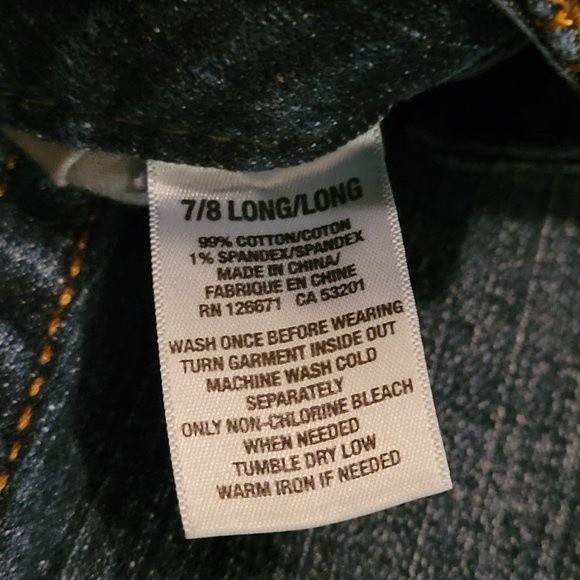 7/8 LONG/LONG
99% COTTON/COTON
1% SPANDEX/SPANDEX
MADE IN CHINA/
FABRIQUE EN CHINE
RN 126671 CA 53201
WASH ONCE BEFORE WEARING
TURN GARMENT INSIDE OUT
MACHINE WASH COLD
SEPARATELY
ONLY NON-CHLORINE BLEACH
WHEN NEEDED
TUMBLE DRY LOW
WARM IRON IF NEEDED